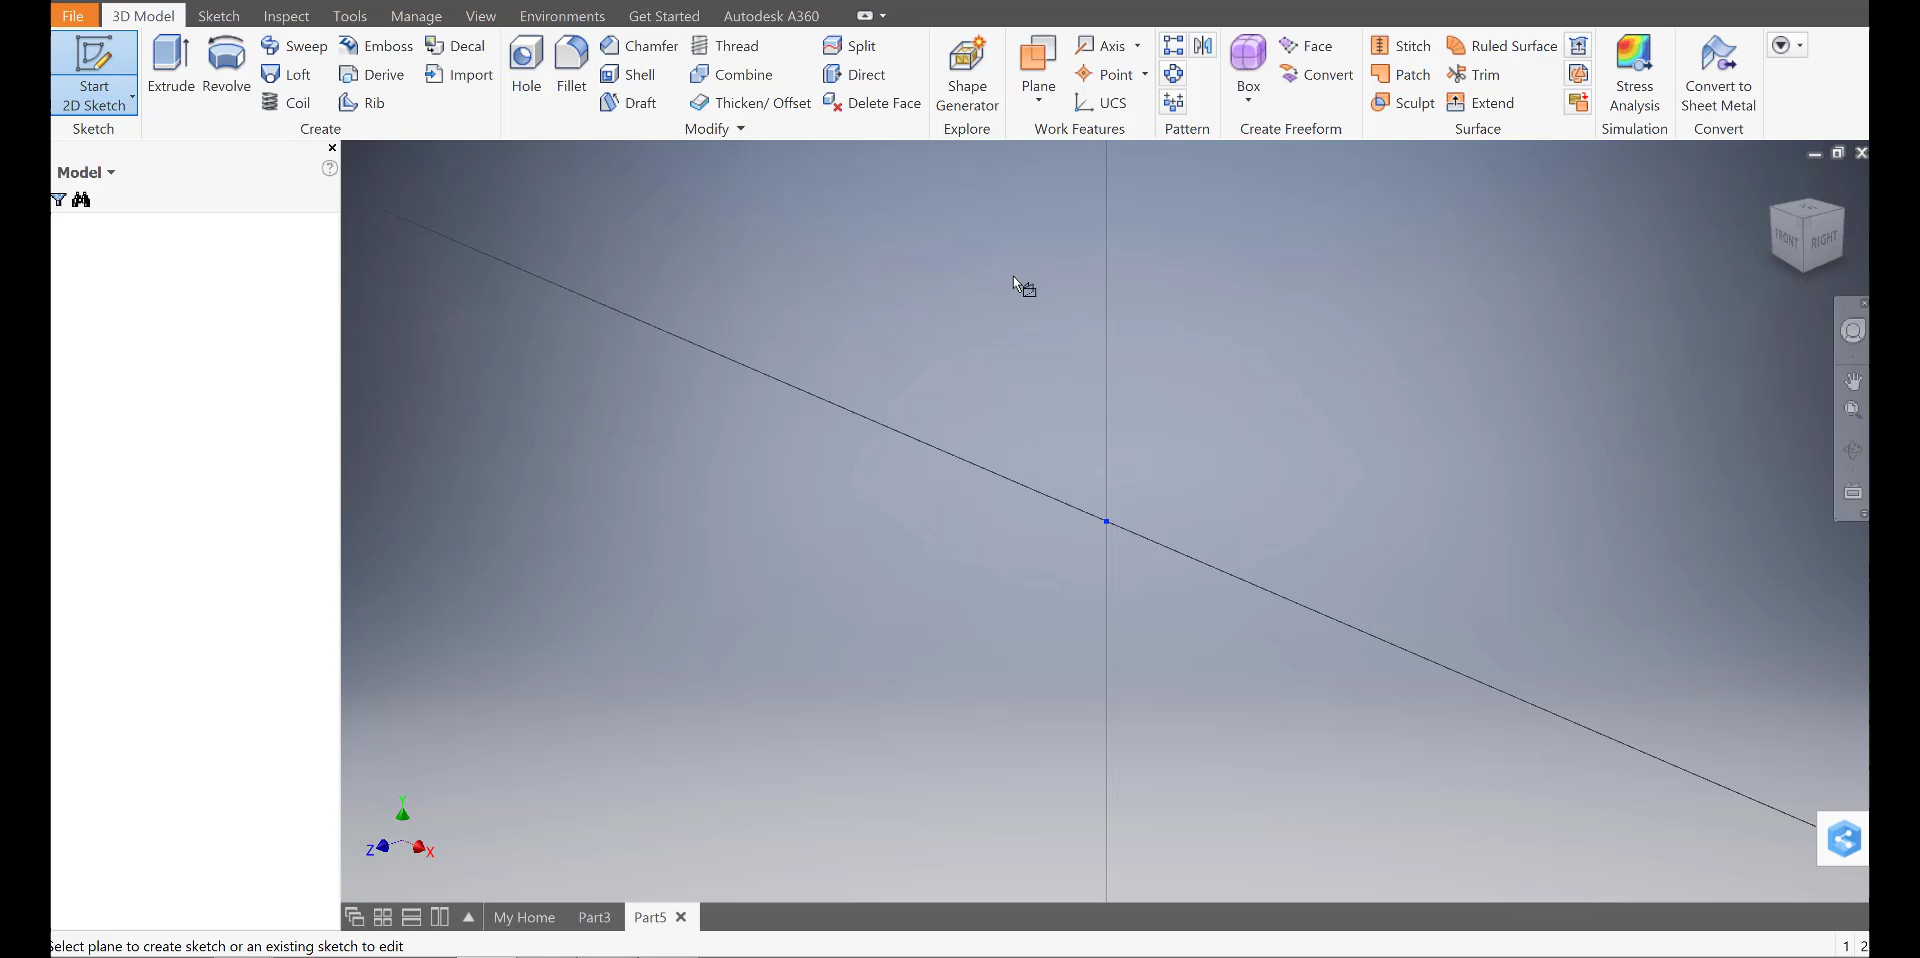 File 3D Model Sketch Inspect Tools Manage View Environments Get Started Autodesk A360
Start
2D Sketch
Extrude
Revolve
Sweep
Loft
Coil
Emboss
Derive
Rib
Decal
Import
Hole
Fillet
Chamfer
Shell
Draft
Thread
Combine
Thicken/ Offset
Split
Direct
Delete Face
Shape
Generator
Plane
Axis
Point
UCS
Box
Face
Convert
Stitch
Patch
Sculpt
Ruled Surface
Trim
Extend
Stress
Analysis
Convert to
Sheet Metal
Sketch Create Modify Explore Work Features Pattern Create Freeform Surface Simulation Convert
Model
FRONT RIGHT
Y
Z X
My Home Part3 Part5
Select plane to create sketch or an existing sketch to edit
1 2